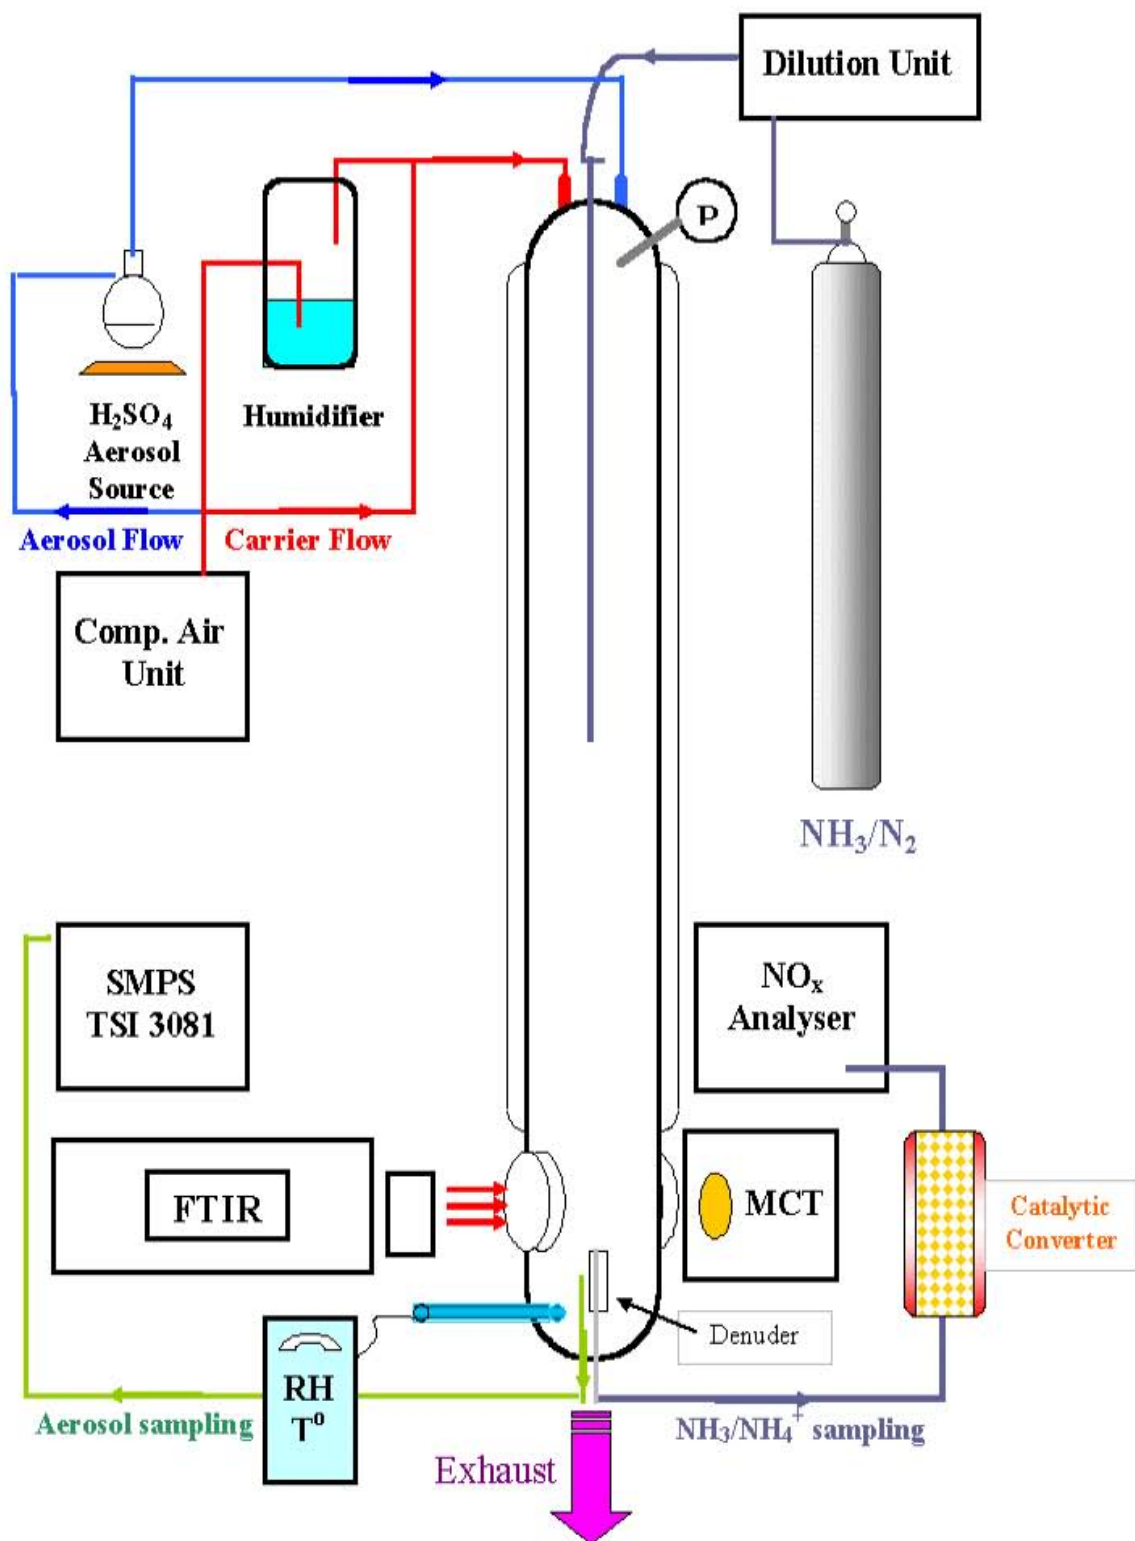 Dilution Unit
P
H₂SO₄
Aerosol
Source
Humidifier
Aerosol Flow
Carrier Flow
Comp. Air
Unit
NH₃/N₂
SMPS
TSI 3081
NOₓ
Analyser
FTIR
MCT
Catalytic
Converter
Denuder
RH
T⁰
Aerosol sampling
NH₃/NH₄⁺ sampling
Exhaust